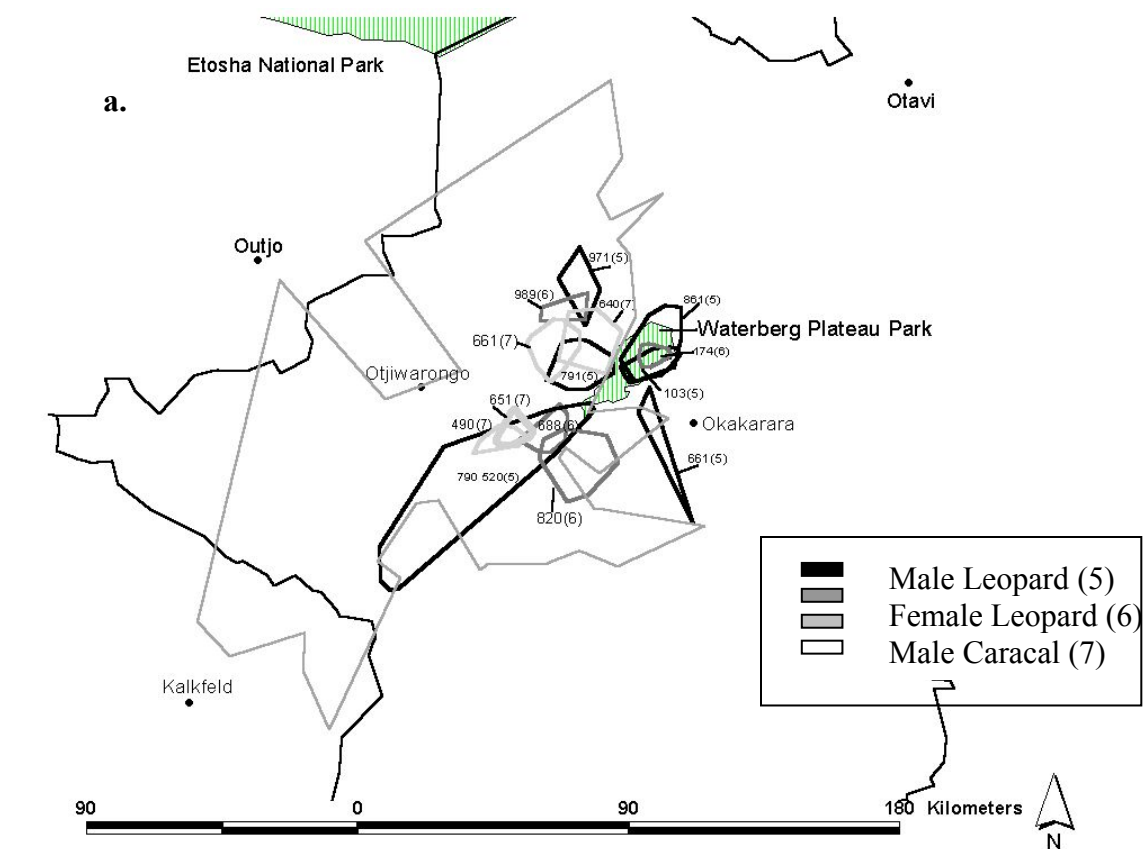 Etosha National Park
a.
Otavi
Outjo
971(5)
989(6)
640(7)
861(5)
Waterberg Plateau Park
661(7)
174(6)
Otjiwarongo
791(5)
103(5)
651(7)
490(7)
688(6)
Okakarara
661(5)
790 520(5)
820(6)
Male Leopard (5)
Female Leopard (6)
Male Caracal (7)
Kalkfeld
90 0 90 180 Kilometers
N